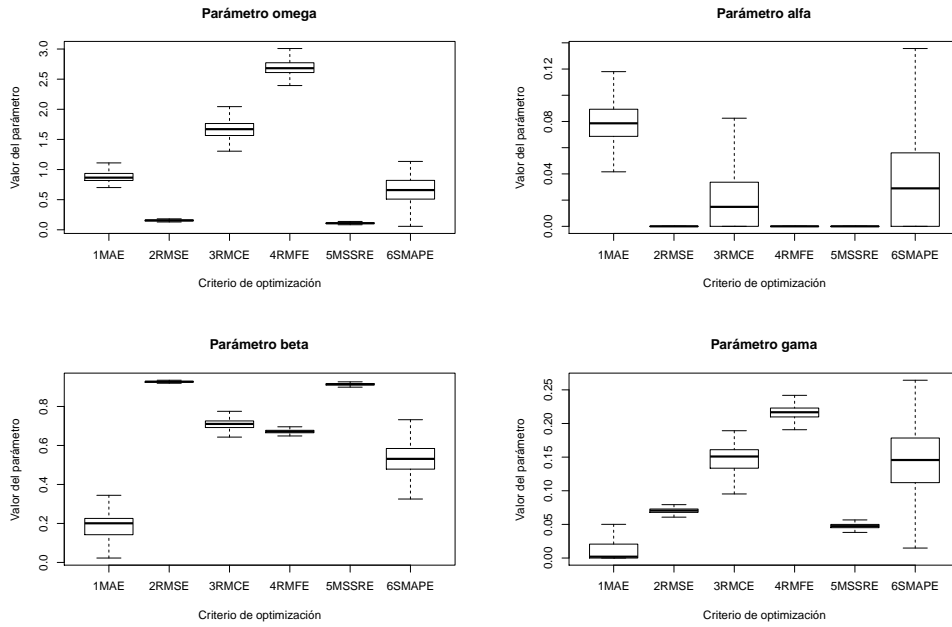 Parámetro omega
Valor del parámetro
0.0 0.5 1.0 1.5 2.0 2.5 3.0
1MAE 2RMSE 3RMCE 4RMFE 5MSSRE 6SMAPE
Criterio de optimización
Parámetro alfa
Valor del parámetro
0.00 0.04 0.08 0.12
1MAE 2RMSE 3RMCE 4RMFE 5MSSRE 6SMAPE
Criterio de optimización
Parámetro beta
Valor del parámetro
0.0 0.2 0.4 0.6 0.8
1MAE 2RMSE 3RMCE 4RMFE 5MSSRE 6SMAPE
Criterio de optimización
Parámetro gama
Valor del parámetro
0.00 0.05 0.10 0.15 0.20 0.25
1MAE 2RMSE 3RMCE 4RMFE 5MSSRE 6SMAPE
Criterio de optimización